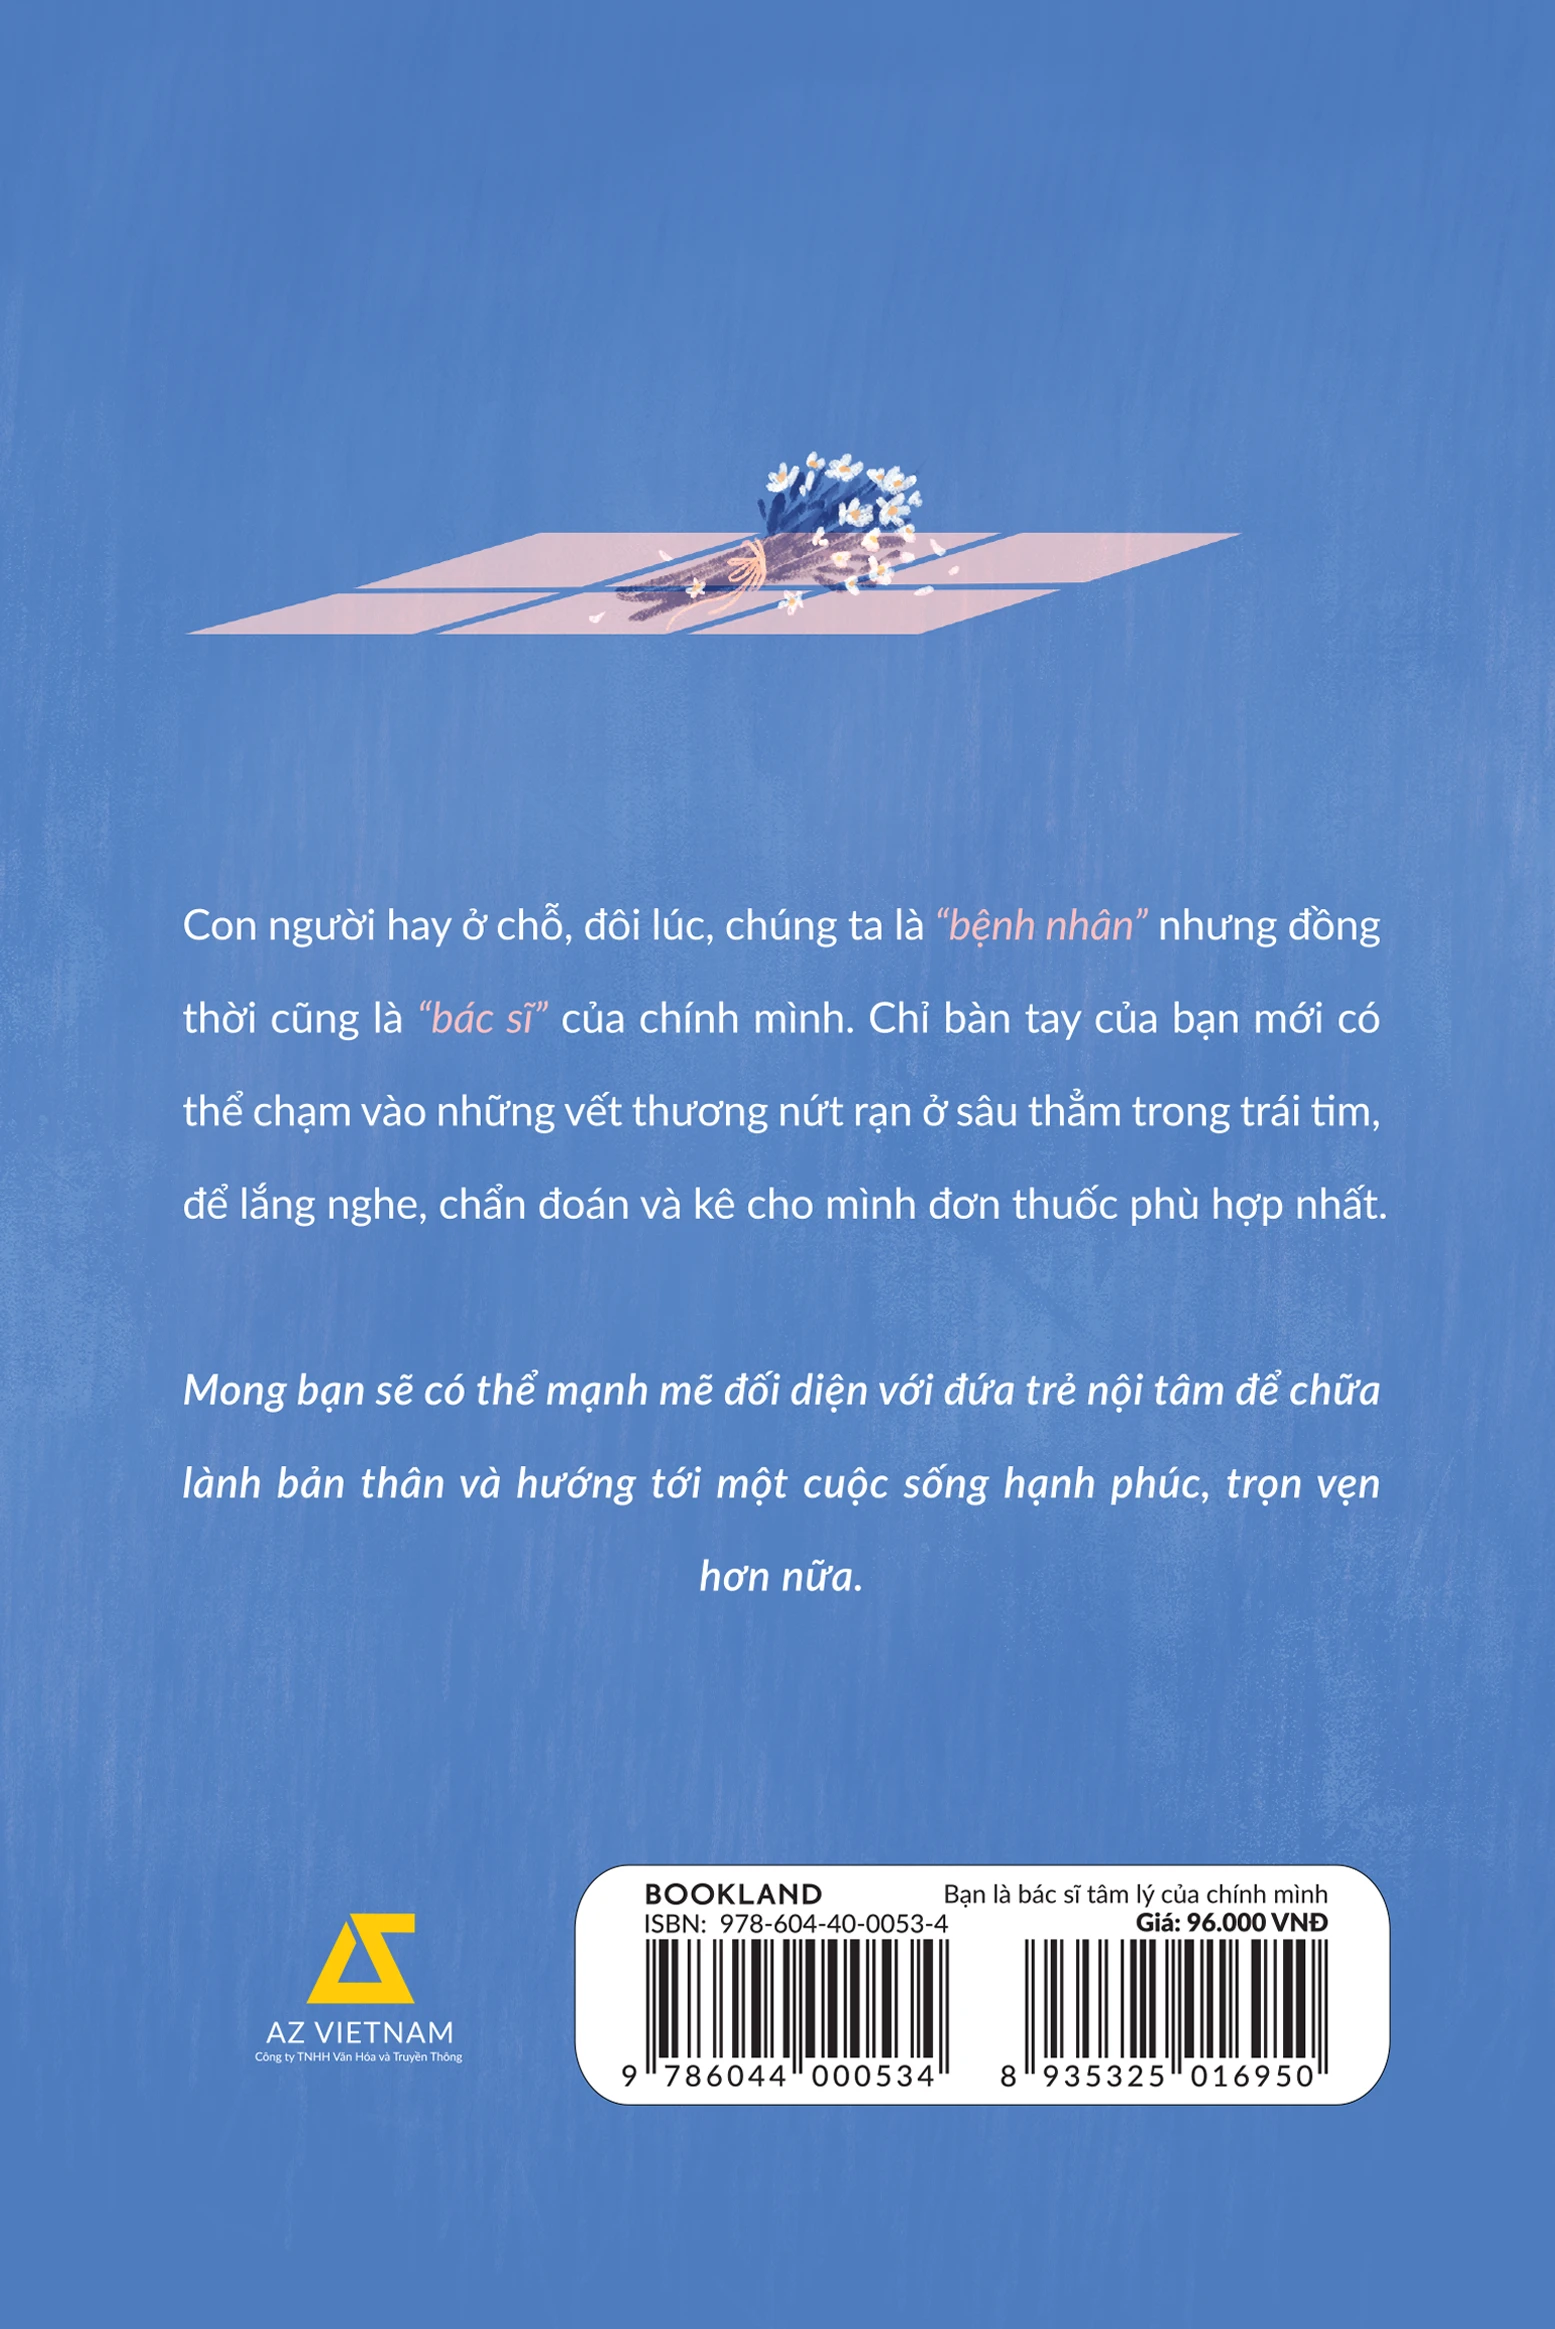 Con người hay ở chỗ, đôi lúc, chúng ta là “bệnh nhân” nhưng đồng
thời cũng là “bác sĩ” của chính mình. Chỉ bàn tay của bạn mới có
thể chạm vào những vết thương nứt rạn ở sâu thẳm trong trái tim,
để lắng nghe, chẩn đoán và kê cho mình đơn thuốc phù hợp nhất.
Mong bạn sẽ có thể mạnh mẽ đối diện với đứa trẻ nội tâm để chữa
lành bản thân và hướng tới một cuộc sống hạnh phúc, trọn vẹn
hơn nữa.
AZ VIETNAM
Công ty TNHH Văn Hóa và Truyền Thông
BOOKLAND
ISBN: 978-604-40-0053-4
9 786044 000534
Bạn là bác sĩ tâm lý của chính mình
Giá: 96.000 VNĐ
8 935325 016950